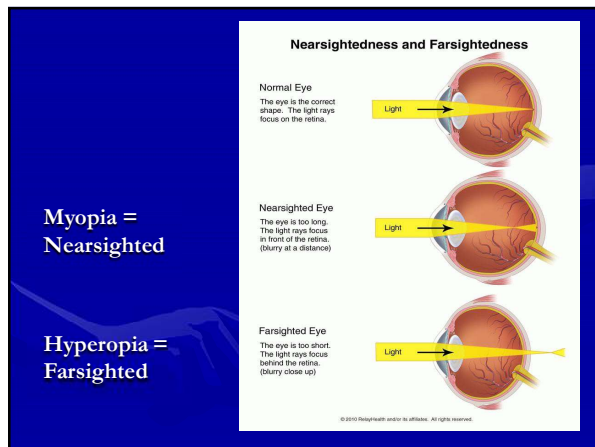 Nearsightedness and Farsightedness
Normal Eye
The eye is the correct
shape. The light rays
focus on the retina.
Light
Myopia =
Nearsighted
Nearsighted Eye
The eye is too long.
The light rays focus
in front of the retina.
(blurry at a distance)
Light
Hyperopia =
Farsighted
Farsighted Eye
The eye is too short.
The light rays focus
behind the retina.
(blurry close up)
Light
© 2010 RelayHealth and/or its affiliates. All rights reserved.